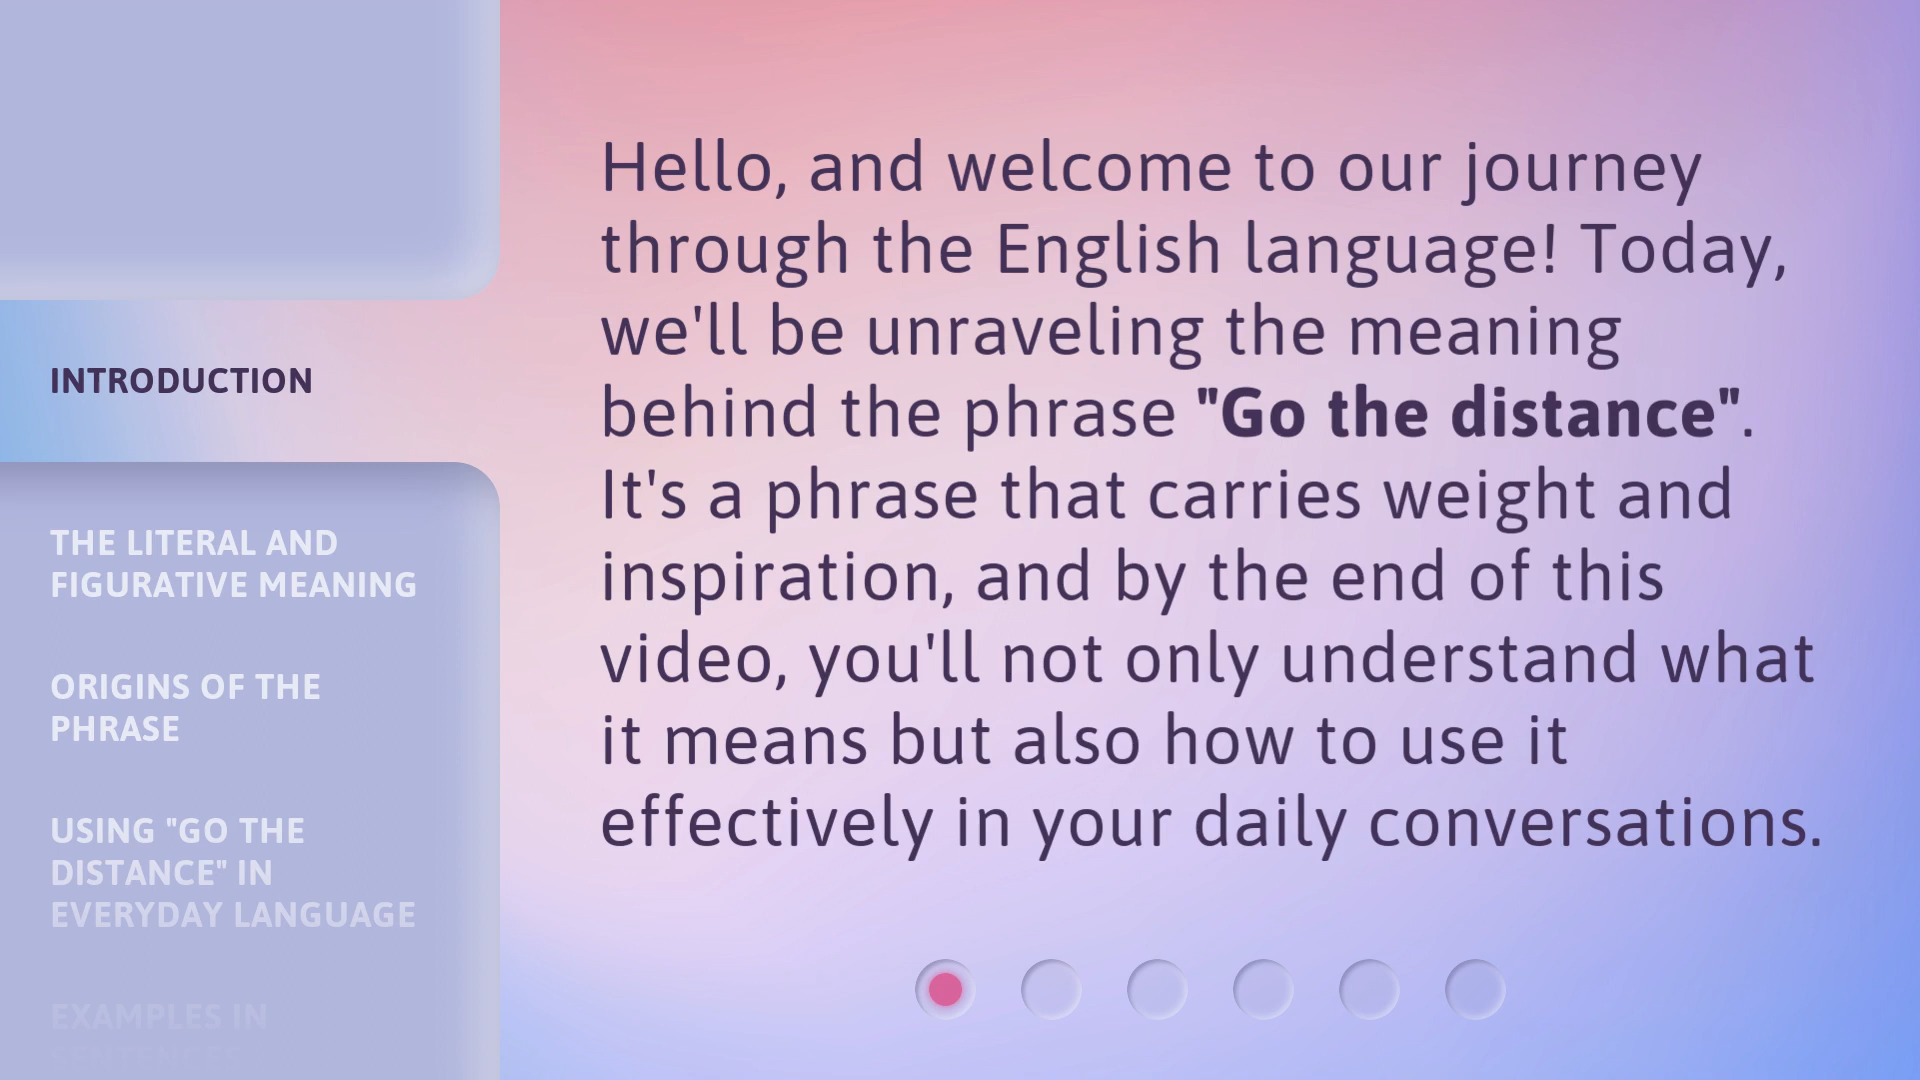 INTRODUCTION
THE LITERAL AND
FIGURATIVE MEANING
ORIGINS OF THE
PHRASE
USING "GO THE
DISTANCE" IN
EVERYDAY LANGUAGE
EXAMPLES IN
SENTENCES
Hello, and welcome to our journey
through the English language! Today,
we'll be unraveling the meaning
behind the phrase "Go the distance".
It's a phrase that carries weight and
inspiration, and by the end of this
video, you'll not only understand what
it means but also how to use it
effectively in your daily conversations.